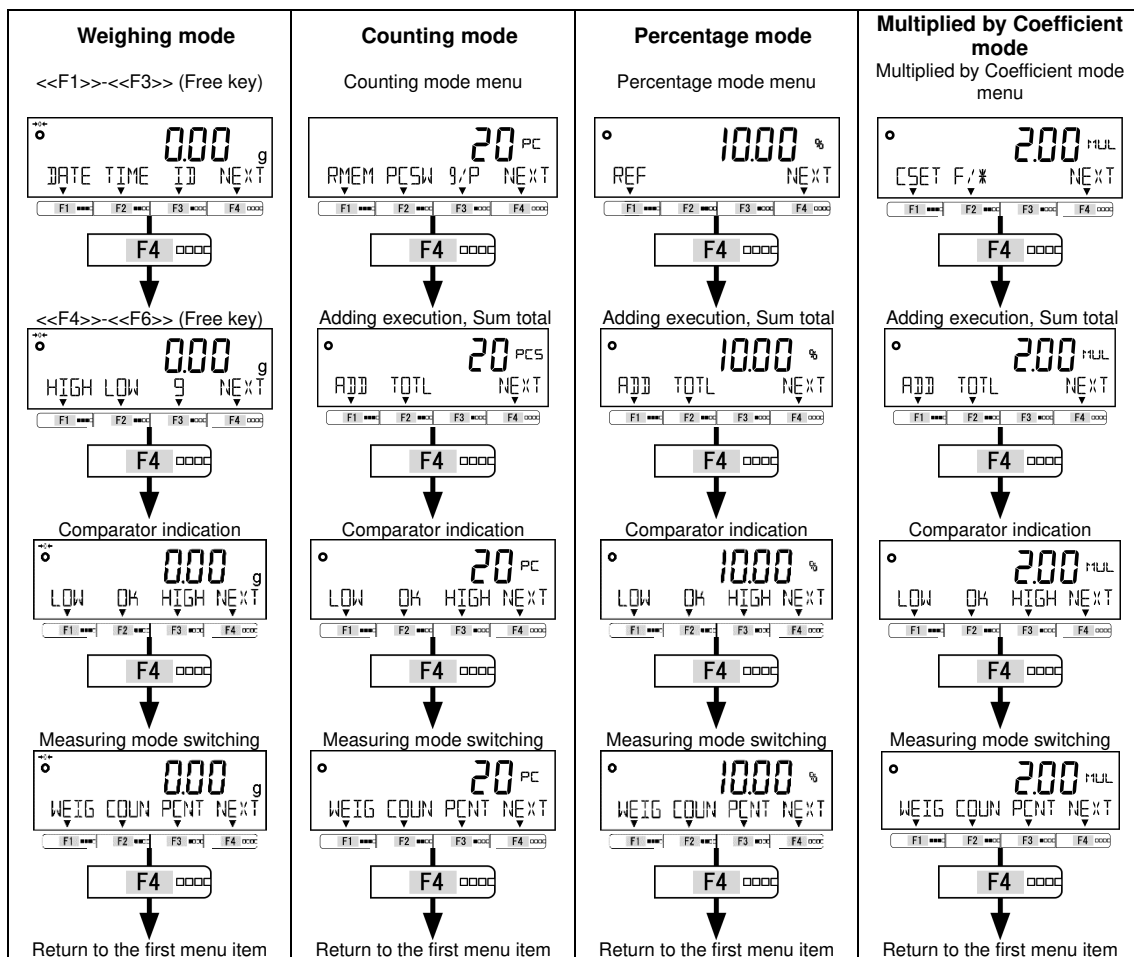 Weighing mode
<<F1>>-<<F3>> (Free key)
0.00 g
DATE TIME ID NEXT
F1 F2 F3 F4
F4
<<F4>>-<<F6>> (Free key)
0.00 g
HIGH LOW g NEXT
F1 F2 F3 F4
F4
Comparator indication
0.00 g
LOW OK HIGH NEXT
F1 F2 F3 F4
F4
Measuring mode switching
0.00 g
WEIG COUN PCNT NEXT
F1 F2 F3 F4
F4
Return to the first menu item
Counting mode
Counting mode menu
20 PC
RMEM PCSW g/P NEXT
F1 F2 F3 F4
F4
Adding execution, Sum total
20 PCS
ADD TOTL NEXT
F1 F2 F3 F4
F4
Comparator indication
20 PC
LOW OK HIGH NEXT
F1 F2 F3 F4
F4
Measuring mode switching
20 PC
WEIG COUN PCNT NEXT
F1 F2 F3 F4
F4
Return to the first menu item
Percentage mode
Percentage mode menu
10.00 %
REF NEXT
F1 F2 F3 F4
F4
Adding execution, Sum total
10.00 %
ADD TOTL NEXT
F1 F2 F3 F4
F4
Comparator indication
10.00 %
LOW OK HIGH NEXT
F1 F2 F3 F4
F4
Measuring mode switching
10.00 %
WEIG COUN PCNT NEXT
F1 F2 F3 F4
F4
Return to the first menu item
Multiplied by Coefficient
mode
Multiplied by Coefficient mode
menu
2.00 MUL
CSET F/* NEXT
F1 F2 F3 F4
F4
Adding execution, Sum total
2.00 MUL
ADD TOTL NEXT
F1 F2 F3 F4
F4
Comparator indication
2.00 MUL
LOW OK HIGH NEXT
F1 F2 F3 F4
F4
Measuring mode switching
2.00 MUL
WEIG COUN PCNT NEXT
F1 F2 F3 F4
F4
Return to the first menu item